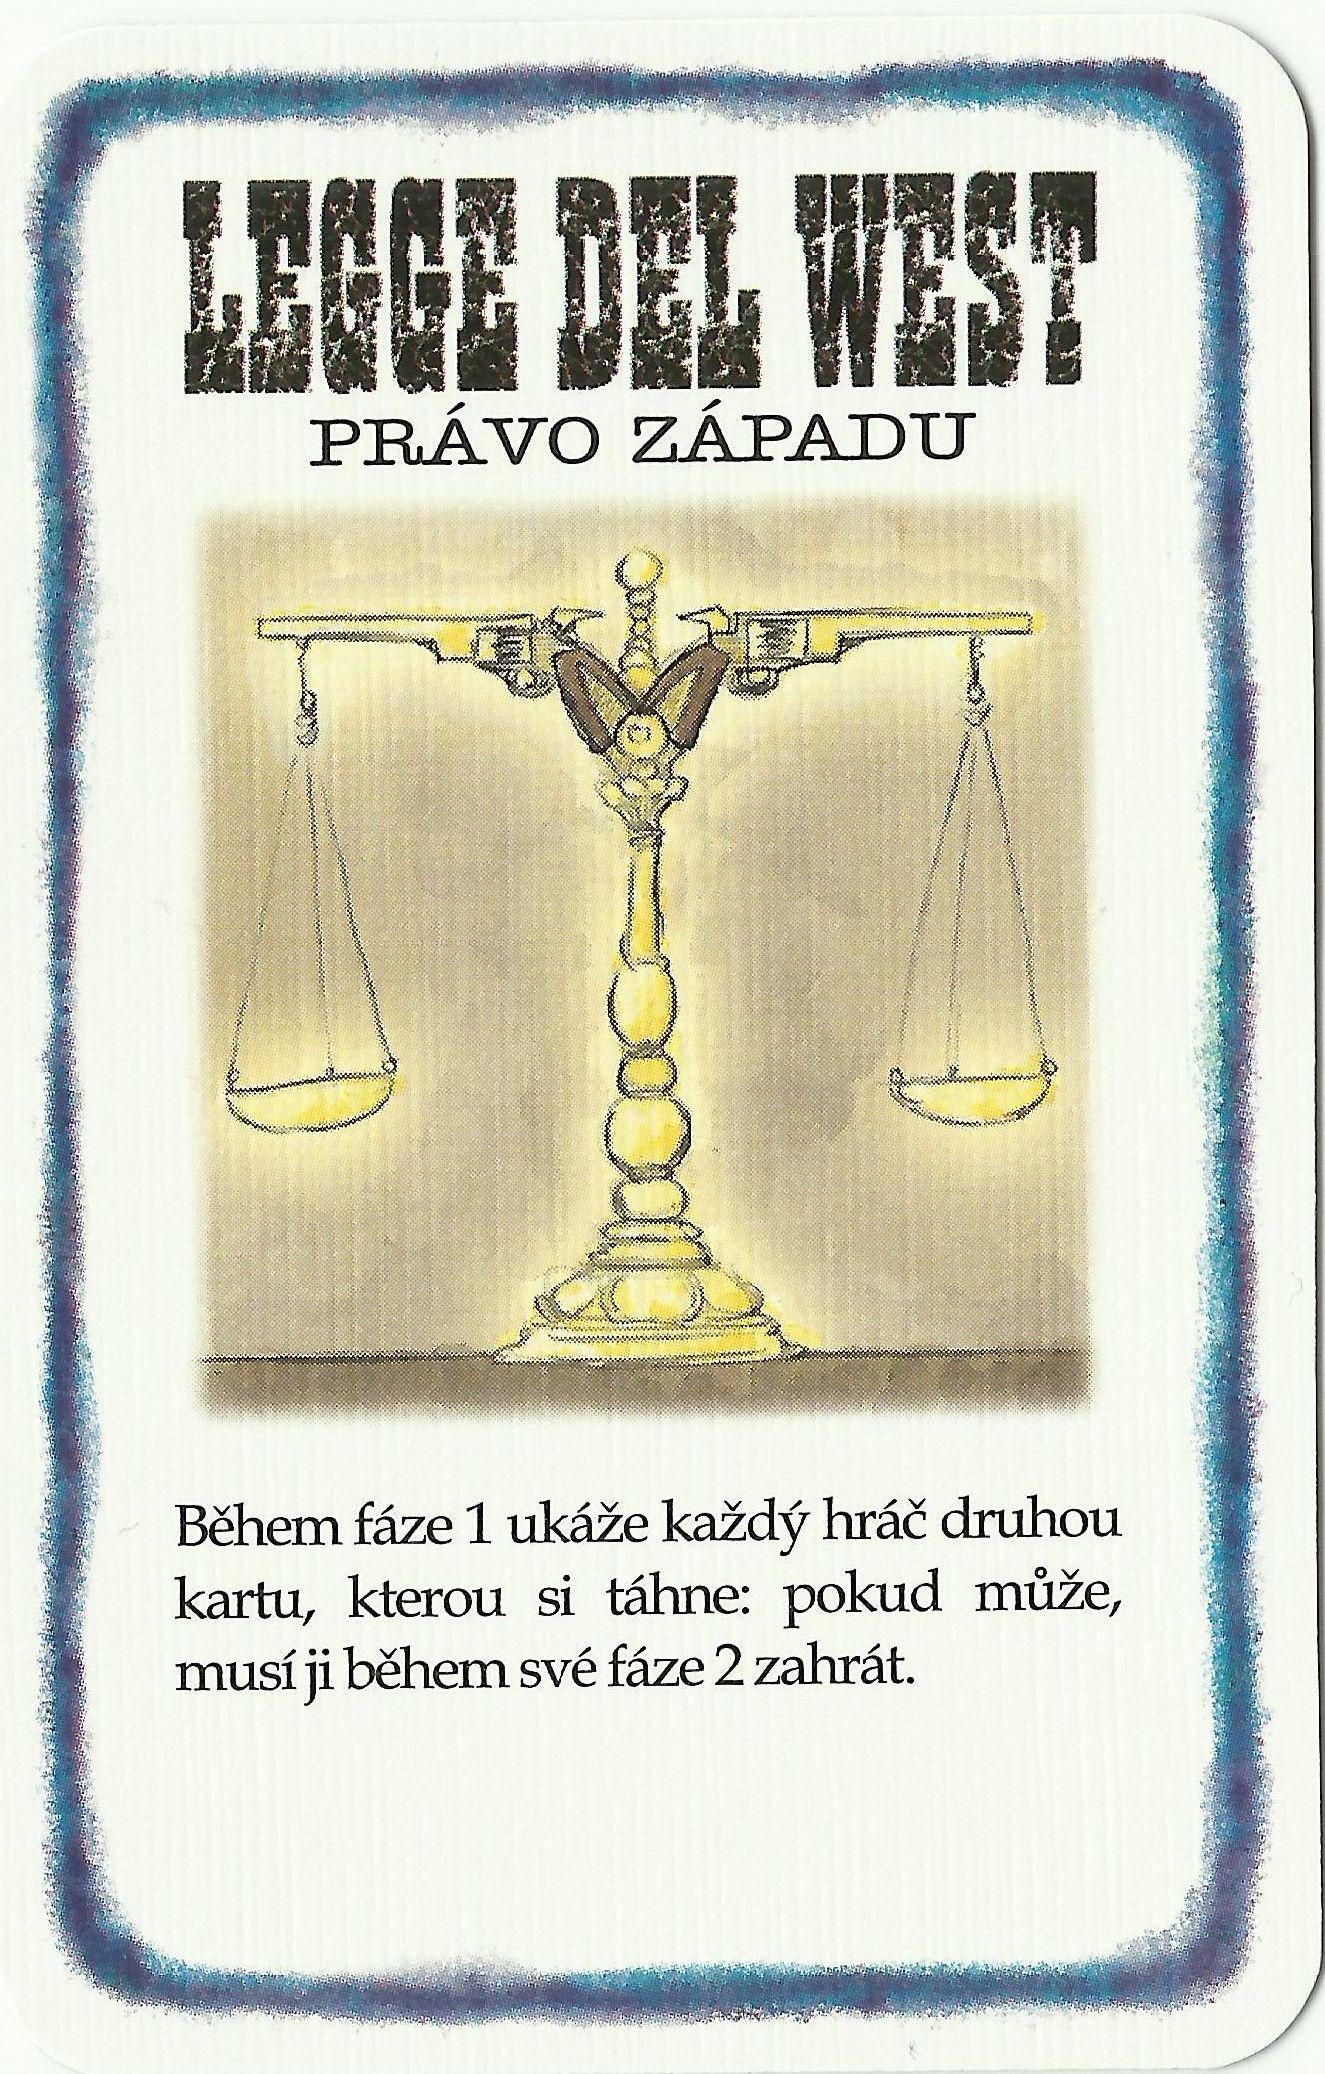 LEGGE DEL WEST
PRÁVO ZÁPADU
Během fáze 1 ukáže každý hráč druhou
kartu, kterou si táhne: pokud může,
musí ji během své fáze 2 zahrát.